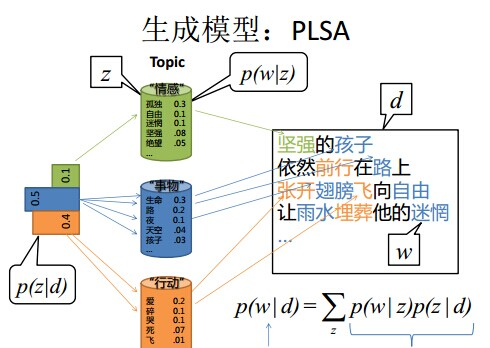 生成模型：PLSA
Topic
z
p(w|z)
"情感"
孤独 0.3
自由 0.1
迷惘 0.1
坚强 .08
绝望 .05
...
d
坚强的孩子
依然前行在路上
张开翅膀飞向自由
让雨水埋葬他的迷惘
...
w
0.1
0.5
0.4
p(z|d)
"事物"
生命 0.3
路 0.2
夜 0.1
天空 .04
孩子 .03
"行动"
爱 0.2
碎 0.1
哭 0.1
死 .07
飞 .01
p(w|d)=∑z p(w|z)p(z|d)